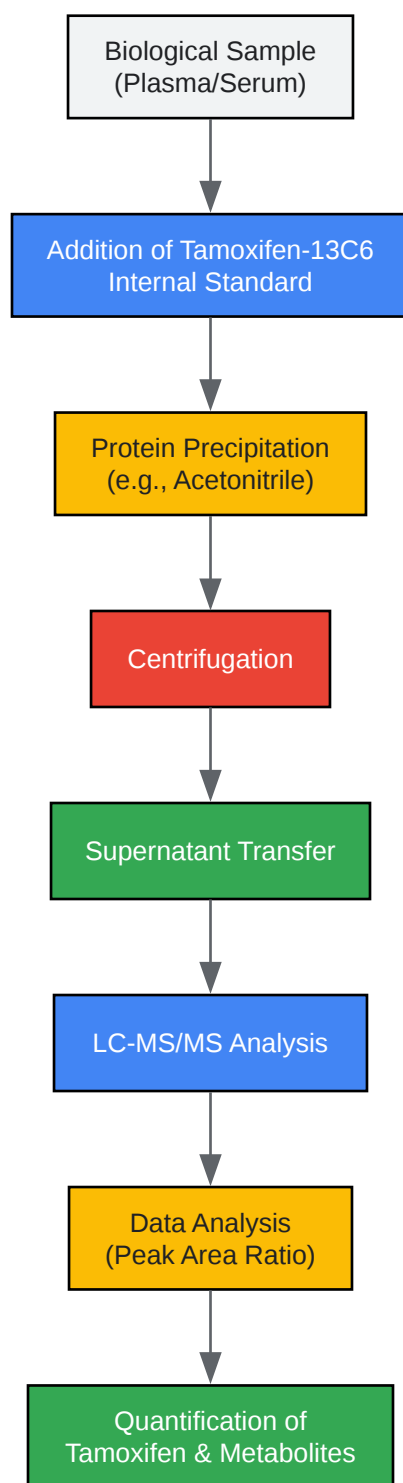 Biological Sample
(Plasma/Serum)
Addition of Tamoxifen-13C6
Internal Standard
Protein Precipitation
(e.g., Acetonitrile)
Centrifugation
Supernatant Transfer
LC-MS/MS Analysis
Data Analysis
(Peak Area Ratio)
Quantification of
Tamoxifen & Metabolites